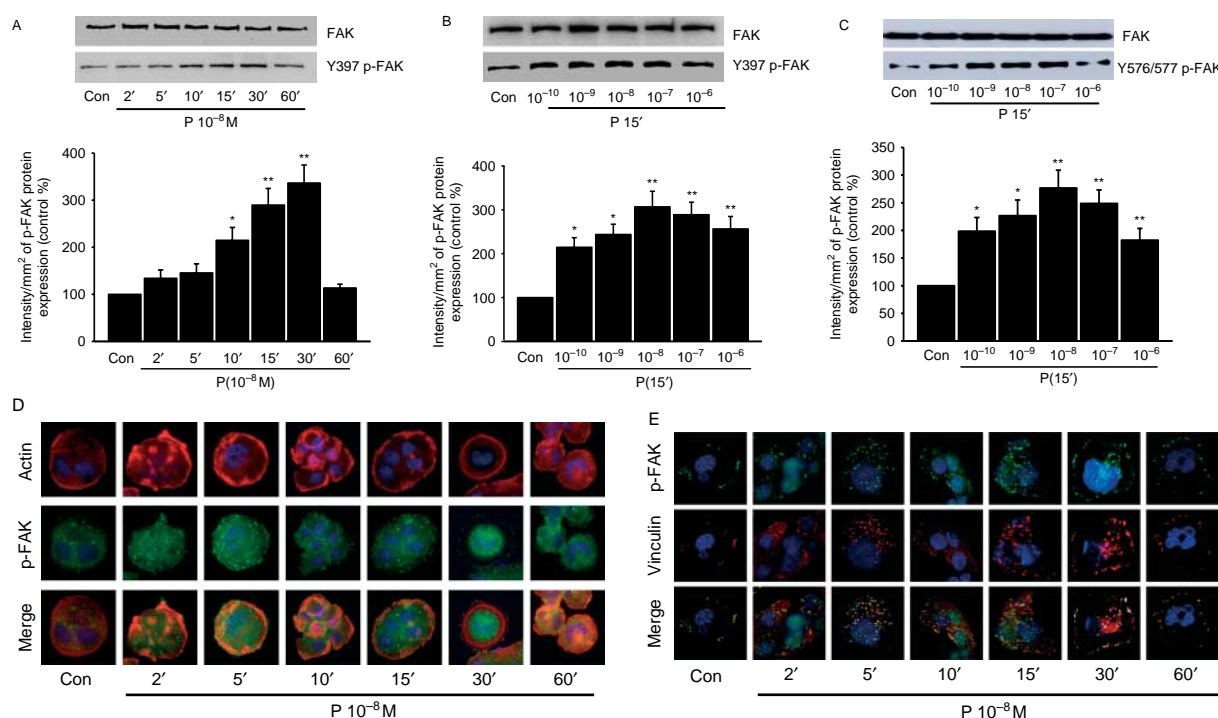 A
FAK
Y397 p-FAK
Con 2′ 5′ 10′ 15′ 30′ 60′
P 10⁻⁸M
Intensity/mm² of p-FAK protein
expression (control %)
400
300
200
150
100
50
0
*
**
**
Con 2′ 5′ 10′ 15′ 30′ 60′
P(10⁻⁸M)
B
FAK
Y397 p-FAK
Con 10⁻¹⁰ 10⁻⁹ 10⁻⁸ 10⁻⁷ 10⁻⁶
P 15′
Intensity/mm² of p-FAK protein
expression (control %)
400
300
200
100
0
*
*
**
**
**
Con 10⁻¹⁰ 10⁻⁹ 10⁻⁸ 10⁻⁷ 10⁻⁶
P(15′)
C
FAK
Y576/577 p-FAK
Con 10⁻¹⁰ 10⁻⁹ 10⁻⁸ 10⁻⁷ 10⁻⁶
P 15′
Intensity/mm² of p-FAK protein
expression (control %)
350
300
250
200
150
100
50
0
*
*
**
**
**
Con 10⁻¹⁰ 10⁻⁹ 10⁻⁸ 10⁻⁷ 10⁻⁶
P(15′)
D
Actin
p-FAK
Merge
Con 2′ 5′ 10′ 15′ 30′ 60′
P 10⁻⁸M
E
p-FAK
Vinculin
Merge
Con 2′ 5′ 10′ 15′ 30′ 60′
P 10⁻⁸M